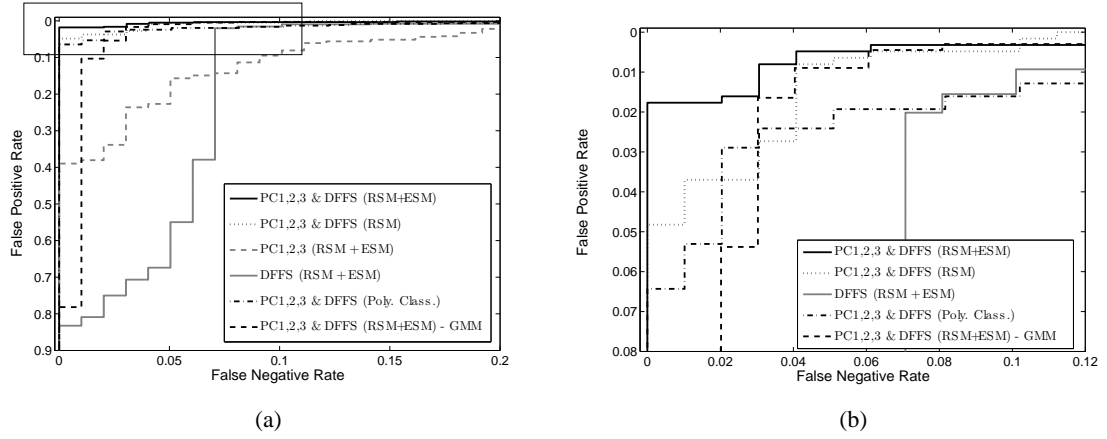 0
0.1
0.2
0.3
0.4
0.5
0.6
0.7
0.8
0.9
False Positive Rate
0 0.05 0.1 0.15 0.2
False Negative Rate
PC1,2,3 & DFFS (RSM+ESM)
PC1,2,3 & DFFS (RSM)
PC1,2,3 (RSM + ESM)
DFFS (RSM + ESM)
PC1,2,3 & DFFS (Poly. Class.)
PC1,2,3 & DFFS (RSM+ESM) - GMM
(a)
0
0.01
0.02
0.03
0.04
0.05
0.06
0.07
0.08
False Positive Rate
0 0.02 0.04 0.06 0.08 0.1 0.12
False Negative Rate
PC1,2,3 & DFFS (RSM+ESM)
PC1,2,3 & DFFS (RSM)
DFFS (RSM + ESM)
PC1,2,3 & DFFS (Poly. Class.)
PC1,2,3 & DFFS (RSM+ESM) - GMM
(b)